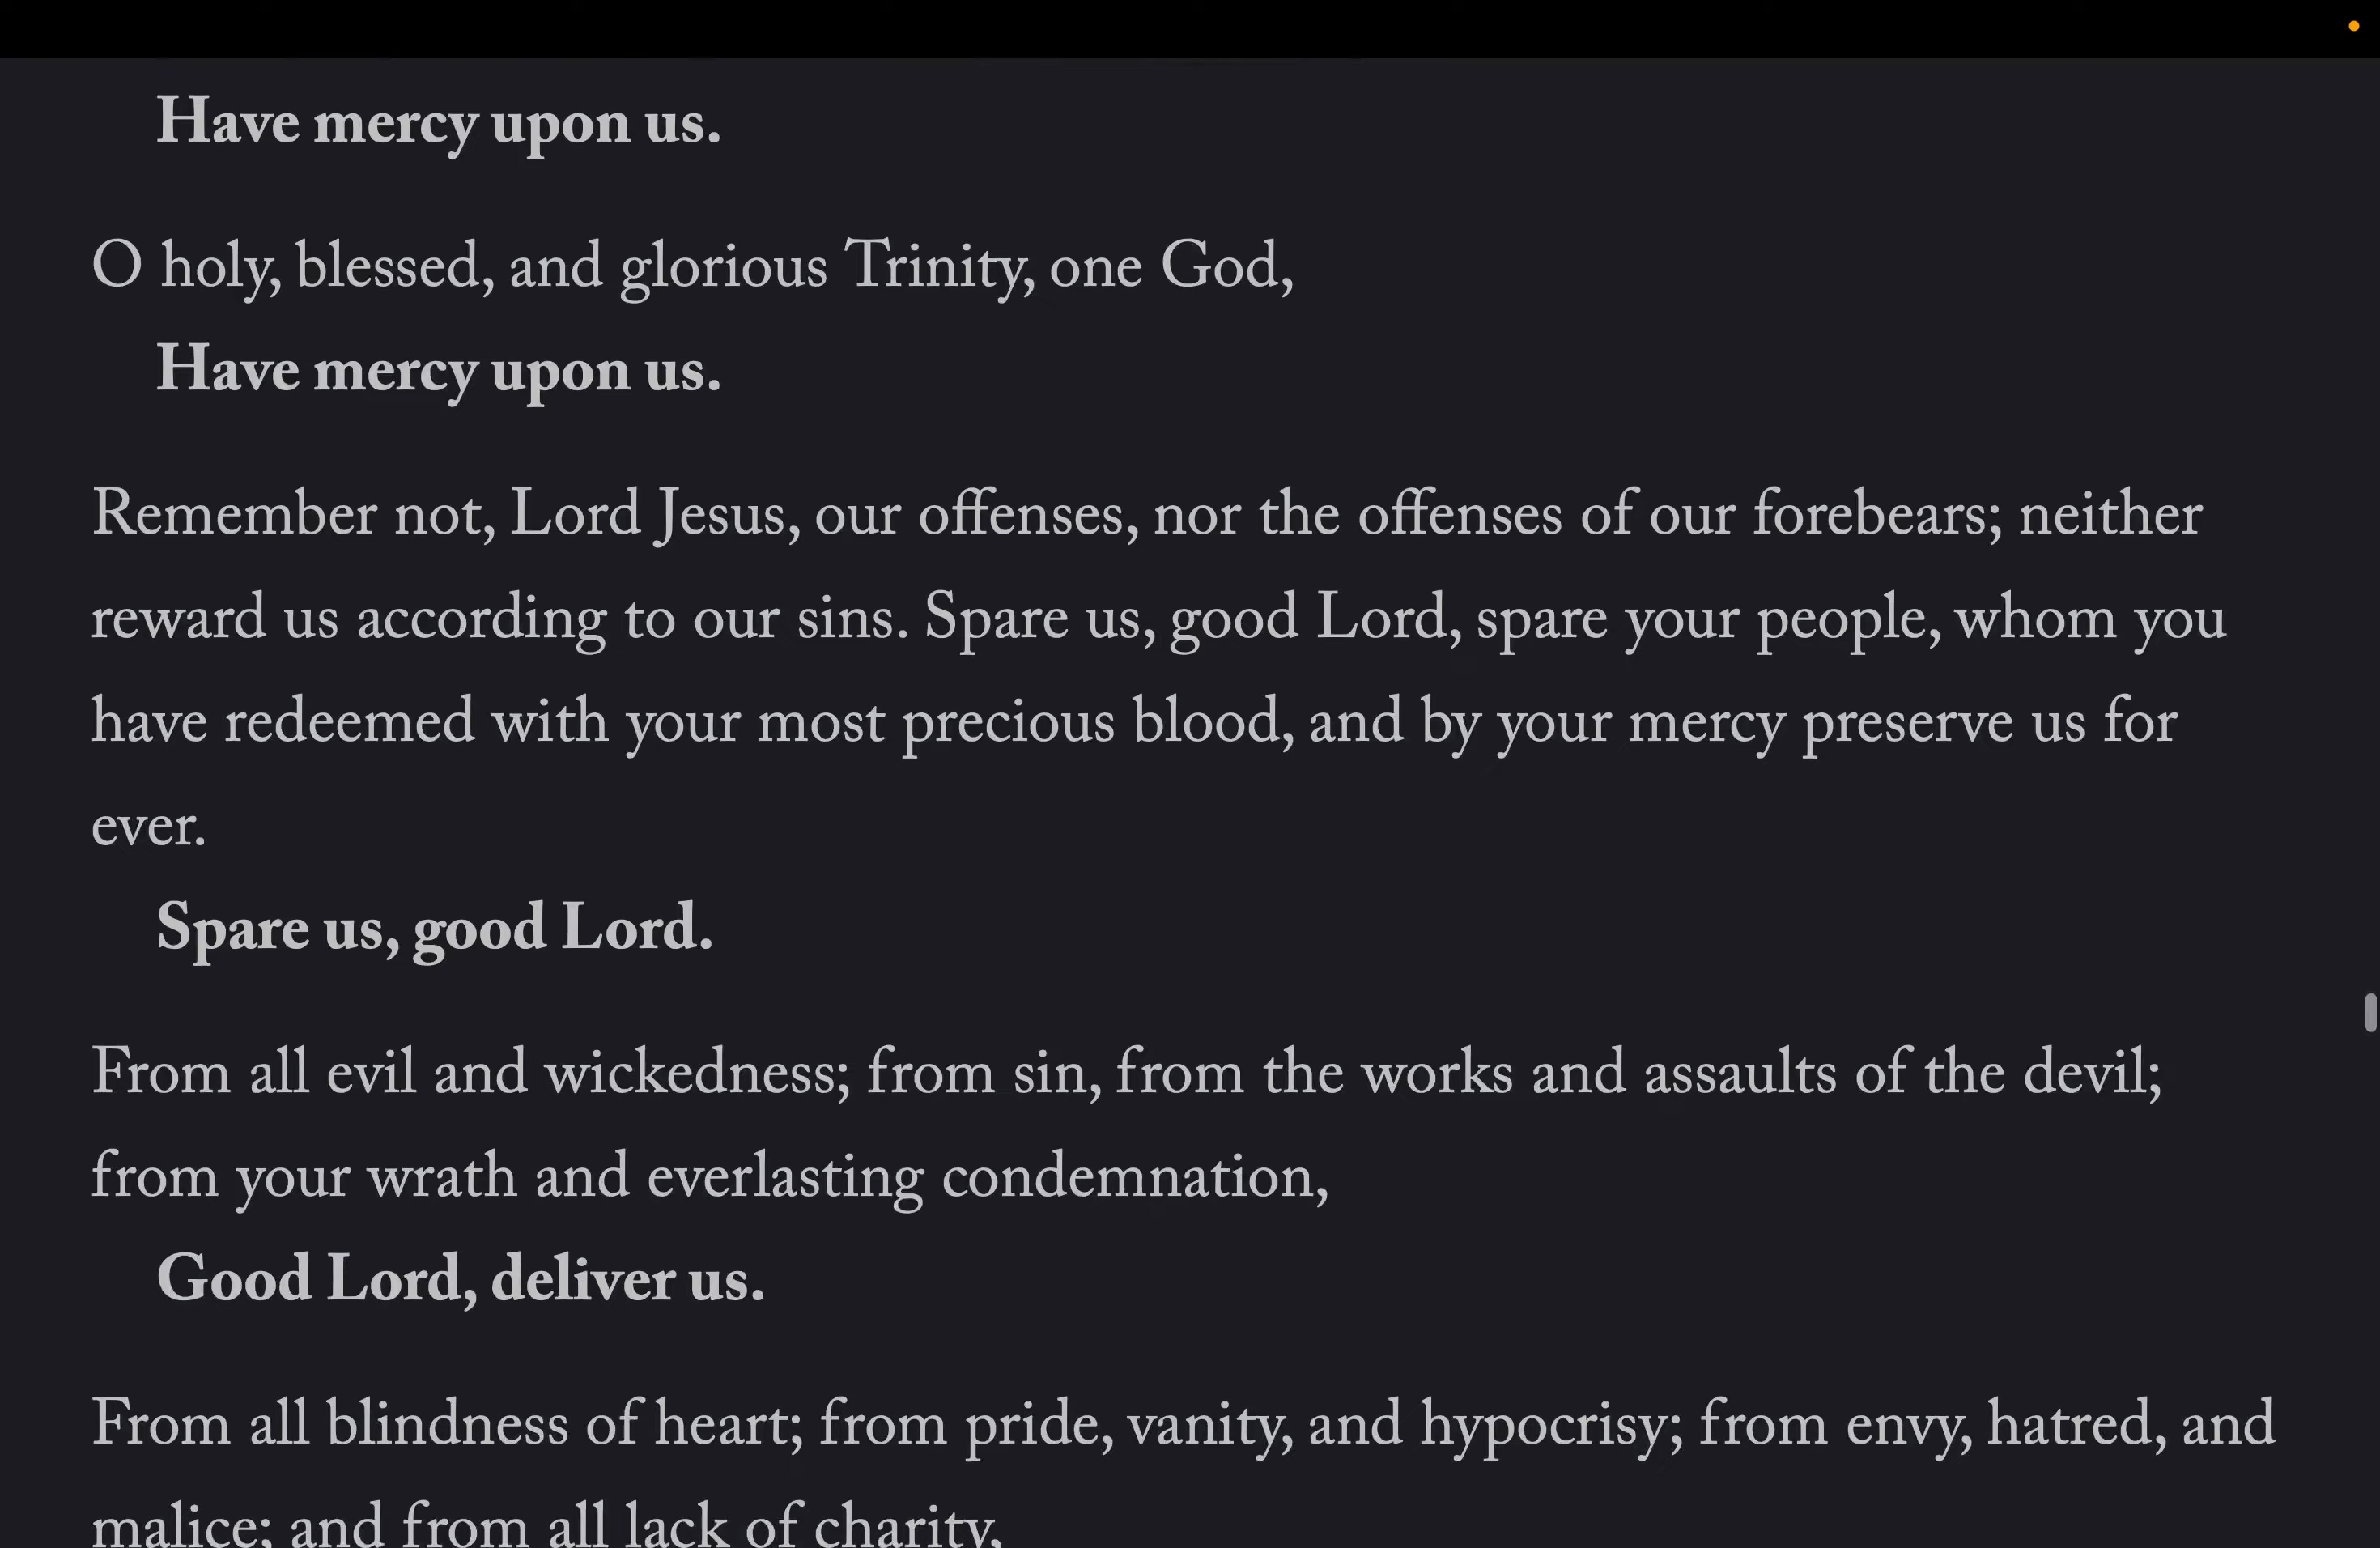 Have mercy upon us.
O holy, blessed, and glorious Trinity, one God,
Have mercy upon us.
Remember not, Lord Jesus, our offenses, nor the offenses of our forebears; neither
reward us according to our sins. Spare us, good Lord, spare your people, whom you
have redeemed with your most precious blood, and by your mercy preserve us for
ever.
Spare us, good Lord.
From all evil and wickedness; from sin, from the works and assaults of the devil;
from your wrath and everlasting condemnation,
Good Lord, deliver us.
From all blindness of heart; from pride, vanity, and hypocrisy; from envy, hatred, and
malice; and from all lack of charity,